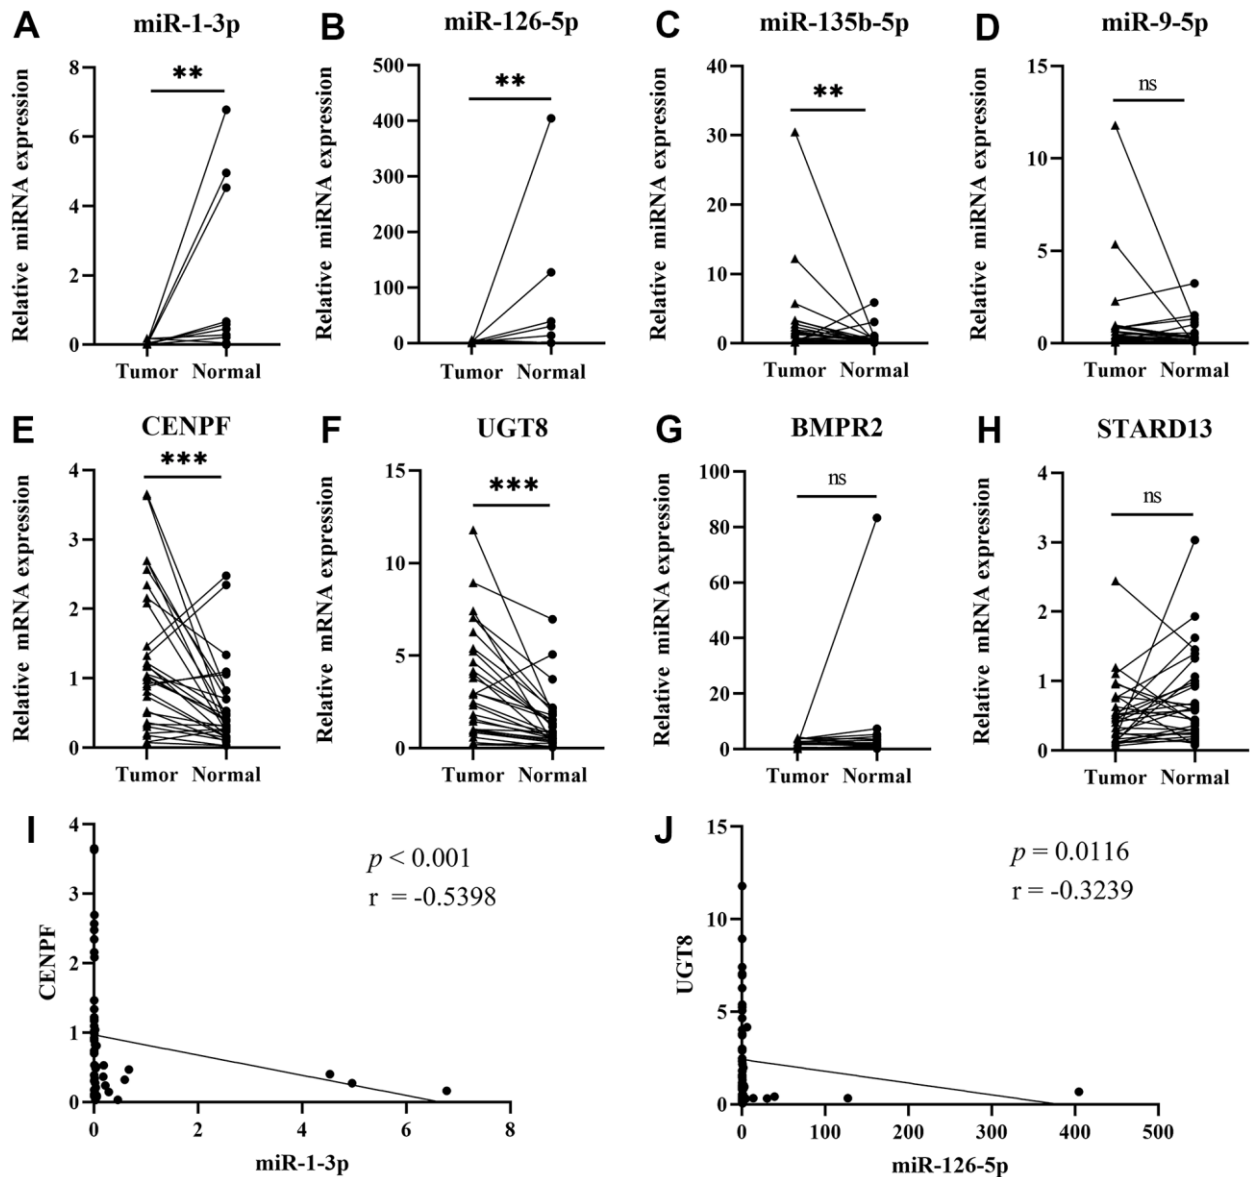 A miR-1-3p
B miR-126-5p
C miR-135b-5p
D miR-9-5p
Relative miRNA expression
8
6
4
2
0
**
Tumor Normal
Relative miRNA expression
500
400
300
200
100
0
**
Tumor Normal
Relative miRNA expression
40
30
20
10
0
**
Tumor Normal
Relative miRNA expression
15
10
5
0
ns
Tumor Normal
E CENPF
F UGT8
G BMPR2
H STARD13
Relative mRNA expression
4
3
2
1
0
***
Tumor Normal
Relative mRNA expression
15
10
5
0
***
Tumor Normal
Relative miRNA expression
100
80
60
40
20
0
ns
Tumor Normal
Relative mRNA expression
4
3
2
1
0
ns
Tumor Normal
I
CENPF
4
3
2
1
0
p < 0.001
r = -0.5398
0 2 4 6 8
miR-1-3p
J
UGT8
15
10
5
0
p = 0.0116
r = -0.3239
0 100 200 300 400 500
miR-126-5p